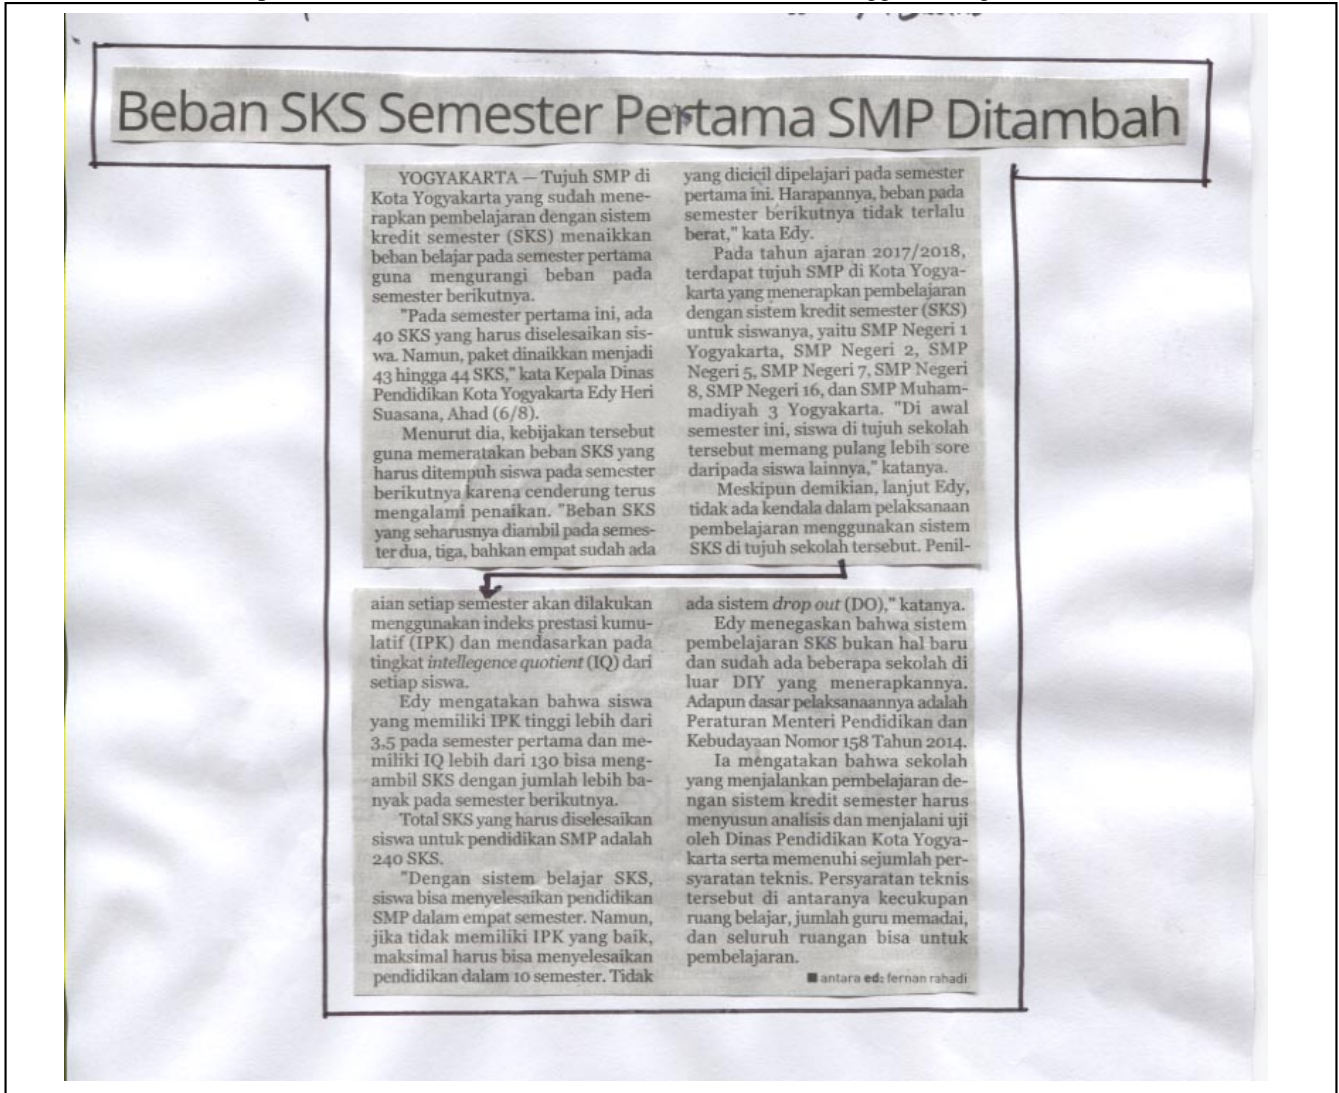 Beban SKS Semester Pertama SMP Ditambah
YOGYAKARTA — Tujuh SMP di
Kota Yogyakarta yang sudah mene-
rapkan pembelajaran dengan sistem
kredit semester (SKS) menaikkan
beban belajar pada semester pertama
guna mengurangi beban pada
semester berikutnya.
"Pada semester pertama ini, ada
40 SKS yang harus diselesaikan sis-
wa. Namun, paket dinaikkan menjadi
43 hingga 44 SKS," kata Kepala Dinas
Pendidikan Kota Yogyakarta Edy Heri
Suasana, Ahad (6/8).
Menurut dia, kebijakan tersebut
guna memeratakan beban SKS yang
harus ditempuh siswa pada semester
berikutnya karena cenderung terus
mengalami penaikan. "Beban SKS
yang seharusnya diambil pada semes-
ter dua, tiga, bahkan empat sudah ada
yang dicicil dipelajari pada semester
pertama ini. Harapannya, beban pada
semester berikutnya tidak terlalu
berat," kata Edy.
Pada tahun ajaran 2017/2018,
terdapat tujuh SMP di Kota Yogya-
karta yang menerapkan pembelajaran
dengan sistem kredit semester (SKS)
untuk siswanya, yaitu SMP Negeri 1
Yogyakarta, SMP Negeri 2, SMP
Negeri 5, SMP Negeri 7, SMP Negeri
8, SMP Negeri 16, dan SMP Muham-
madiyah 3 Yogyakarta. "Di awal
semester ini, siswa di tujuh sekolah
tersebut memang pulang lebih sore
daripada siswa lainnya," katanya.
Meskipun demikian, lanjut Edy,
tidak ada kendala dalam pelaksanaan
pembelajaran menggunakan sistem
SKS di tujuh sekolah tersebut. Penil-
aian setiap semester akan dilakukan
menggunakan indeks prestasi kumu-
latif (IPK) dan mendasarkan pada
tingkat intellegence quotient (IQ) dari
setiap siswa.
Edy mengatakan bahwa siswa
yang memiliki IPK tinggi lebih dari
3,5 pada semester pertama dan me-
miliki IQ lebih dari 130 bisa meng-
ambil SKS dengan jumlah lebih ba-
nyak pada semester berikutnya.
Total SKS yang harus diselesaikan
siswa untuk pendidikan SMP adalah
240 SKS.
"Dengan sistem belajar SKS,
siswa bisa menyelesaikan pendidikan
SMP dalam empat semester. Namun,
jika tidak memiliki IPK yang baik,
maksimal harus bisa menyelesaikan
pendidikan dalam 10 semester. Tidak
ada sistem drop out (DO)," katanya.
Edy menegaskan bahwa sistem
pembelajaran SKS bukan hal baru
dan sudah ada beberapa sekolah di
luar DIY yang menerapkannya.
Adapun dasar pelaksanaannya adalah
Peraturan Menteri Pendidikan dan
Kebudayaan Nomor 158 Tahun 2014.
Ia mengatakan bahwa sekolah
yang menjalankan pembelajaran de-
ngan sistem kredit semester harus
menyusun analisis dan menjalani uji
oleh Dinas Pendidikan Kota Yogya-
karta serta memenuhi sejumlah per-
syaratan teknis. Persyaratan teknis
tersebut di antaranya kecukupan
ruang belajar, jumlah guru memadai,
dan seluruh ruangan bisa untuk
pembelajaran.
■ antara ed: fernan rahadi